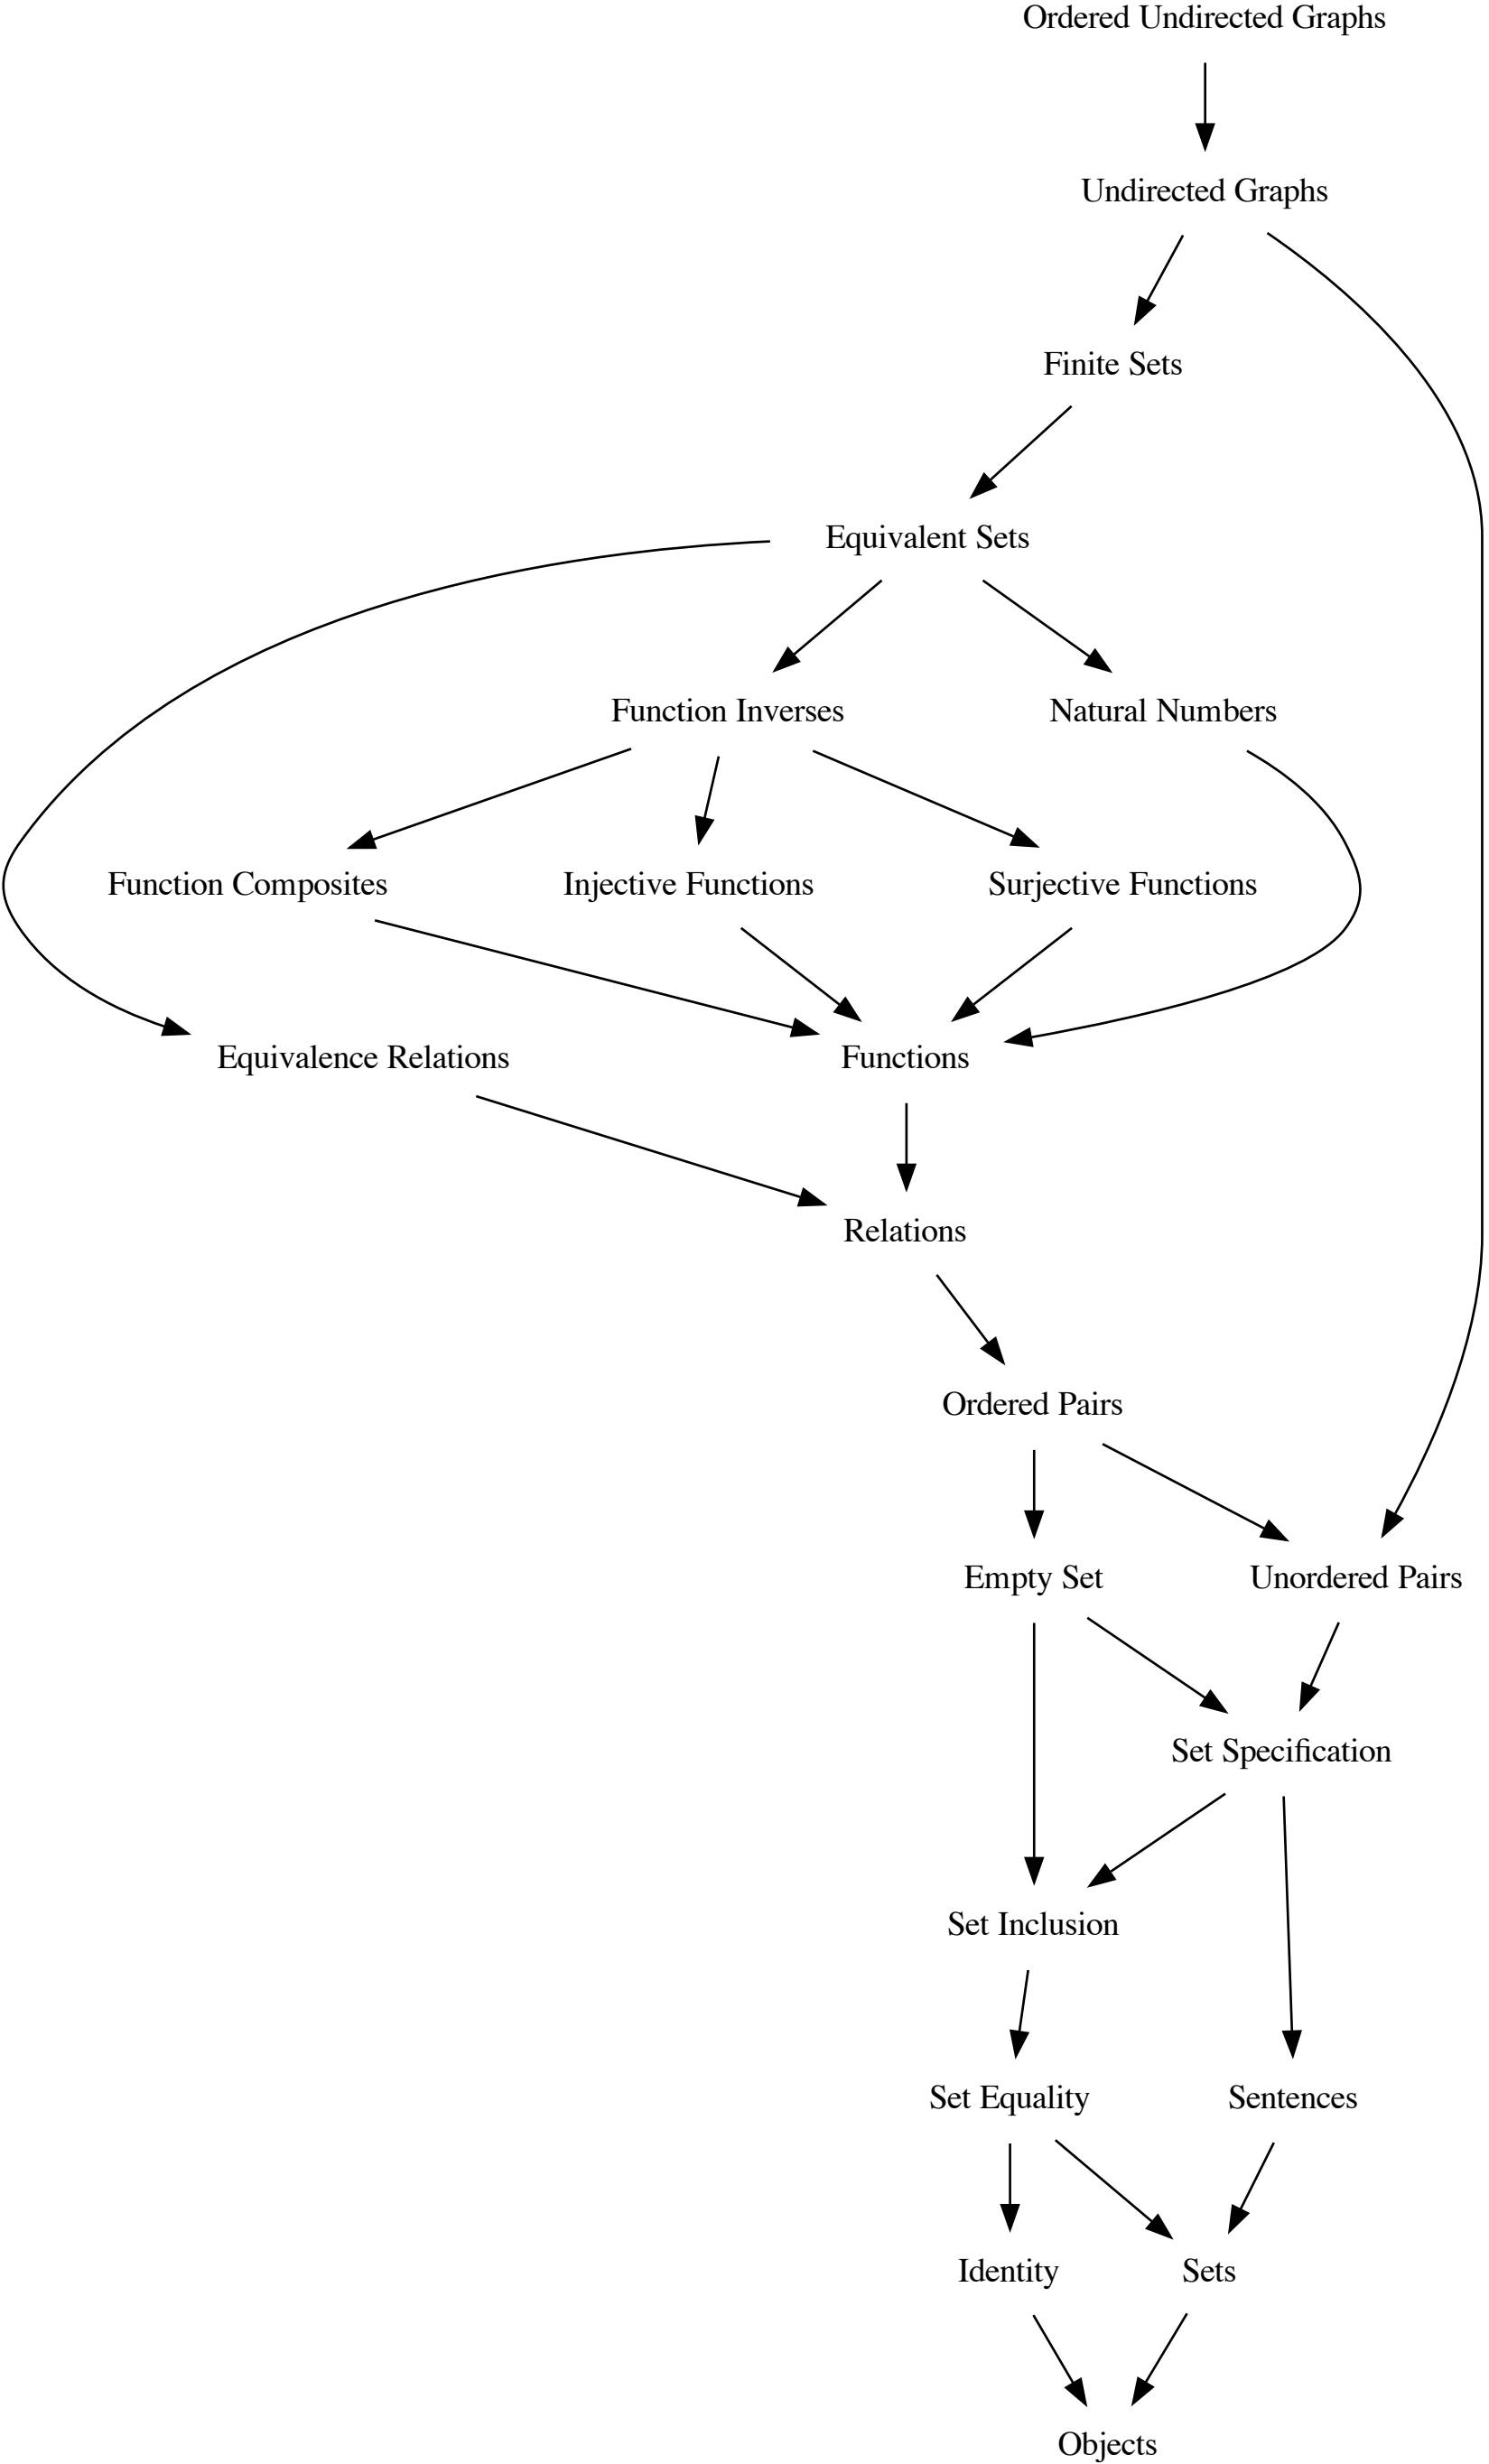 Ordered Undirected Graphs
Undirected Graphs
Finite Sets
Equivalent Sets
Function Inverses
Natural Numbers
Function Composites
Injective Functions
Surjective Functions
Equivalence Relations
Functions
Relations
Ordered Pairs
Empty Set
Unordered Pairs
Set Specification
Set Inclusion
Set Equality
Sentences
Identity
Sets
Objects